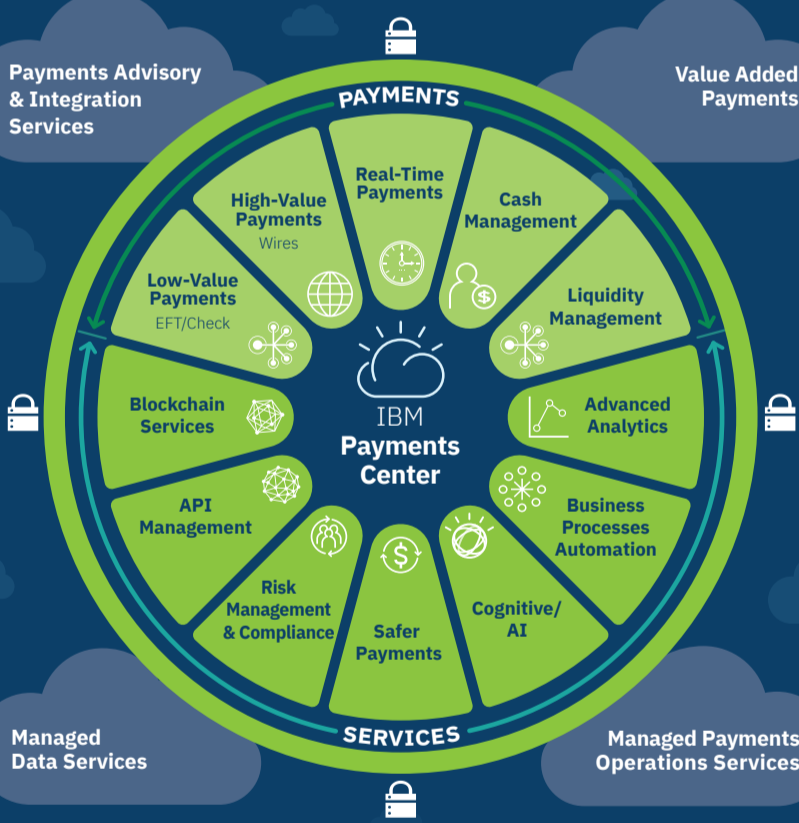 Payments Advisory
& Integration
Services
Value Added
Payments
PAYMENTS
Real-Time
Payments
High-Value
Payments
Wires
Cash
Management
Low-Value
Payments
EFT/Check
Liquidity
Management
IBM
Payments
Center
Blockchain
Services
Advanced
Analytics
API
Management
Business
Processes
Automation
Risk
Management
& Compliance
Safer
Payments
Cognitive/
AI
SERVICES
Managed
Data Services
Managed Payments
Operations Services
$
$